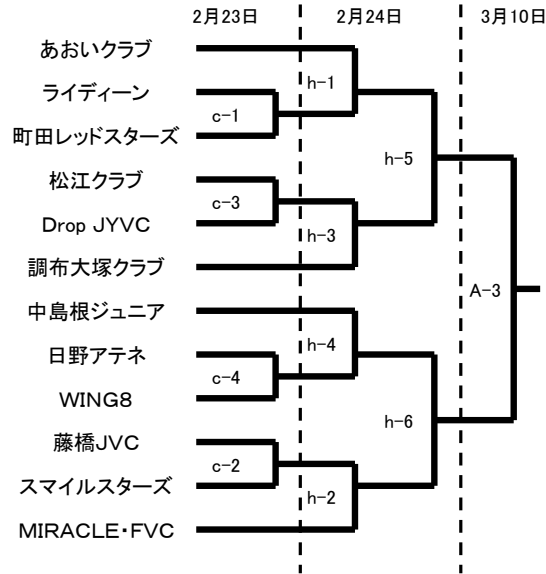 2月23日 2月24日 3月10日
あおいクラブ
h-1
ライディーン
c-1
町田レッドスターズ
h-5
松江クラブ
c-3
Drop JYVC
h-3
調布大塚クラブ
A-3
中島根ジュニア
h-4
日野アテネ
c-4
WING8
h-6
藤橋JVC
c-2
スマイルスターズ
h-2
MIRACLE・FVC